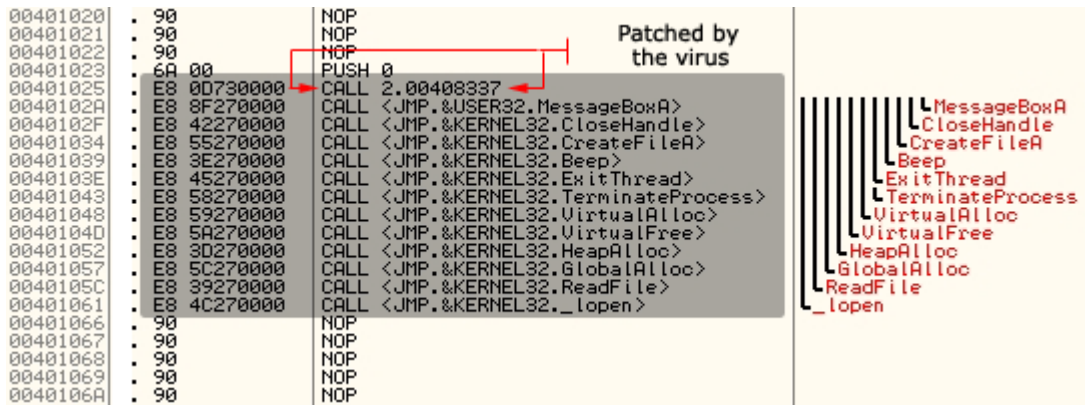 00401020 . 90 NOP
00401021 . 90 NOP Patched by
00401022 . 90 NOP the virus
00401023 . 6A 00 PUSH 0
00401025 . E8 0D730000 CALL 2.00408337
0040102A . E8 8F270000 CALL <JMP.&USER32.MessageBoxA> MessageBoxA
0040102F . E8 42270000 CALL <JMP.&KERNEL32.CloseHandle> CloseHandle
00401034 . E8 55270000 CALL <JMP.&KERNEL32.CreateFileA> CreateFileA
00401039 . E8 3E270000 CALL <JMP.&KERNEL32.Beep> Beep
0040103E . E8 45270000 CALL <JMP.&KERNEL32.ExitThread> ExitThread
00401043 . E8 58270000 CALL <JMP.&KERNEL32.TerminateProcess> TerminateProcess
00401048 . E8 59270000 CALL <JMP.&KERNEL32.VirtualAlloc> VirtualAlloc
0040104D . E8 5A270000 CALL <JMP.&KERNEL32.VirtualFree> VirtualFree
00401052 . E8 3D270000 CALL <JMP.&KERNEL32.HeapAlloc> HeapAlloc
00401057 . E8 5C270000 CALL <JMP.&KERNEL32.GlobalAlloc> GlobalAlloc
0040105C . E8 39270000 CALL <JMP.&KERNEL32.ReadFile> ReadFile
00401061 . E8 4C270000 CALL <JMP.&KERNEL32._lopen> _lopen
00401066 . 90 NOP
00401067 . 90 NOP
00401068 . 90 NOP
00401069 . 90 NOP
0040106A . 90 NOP